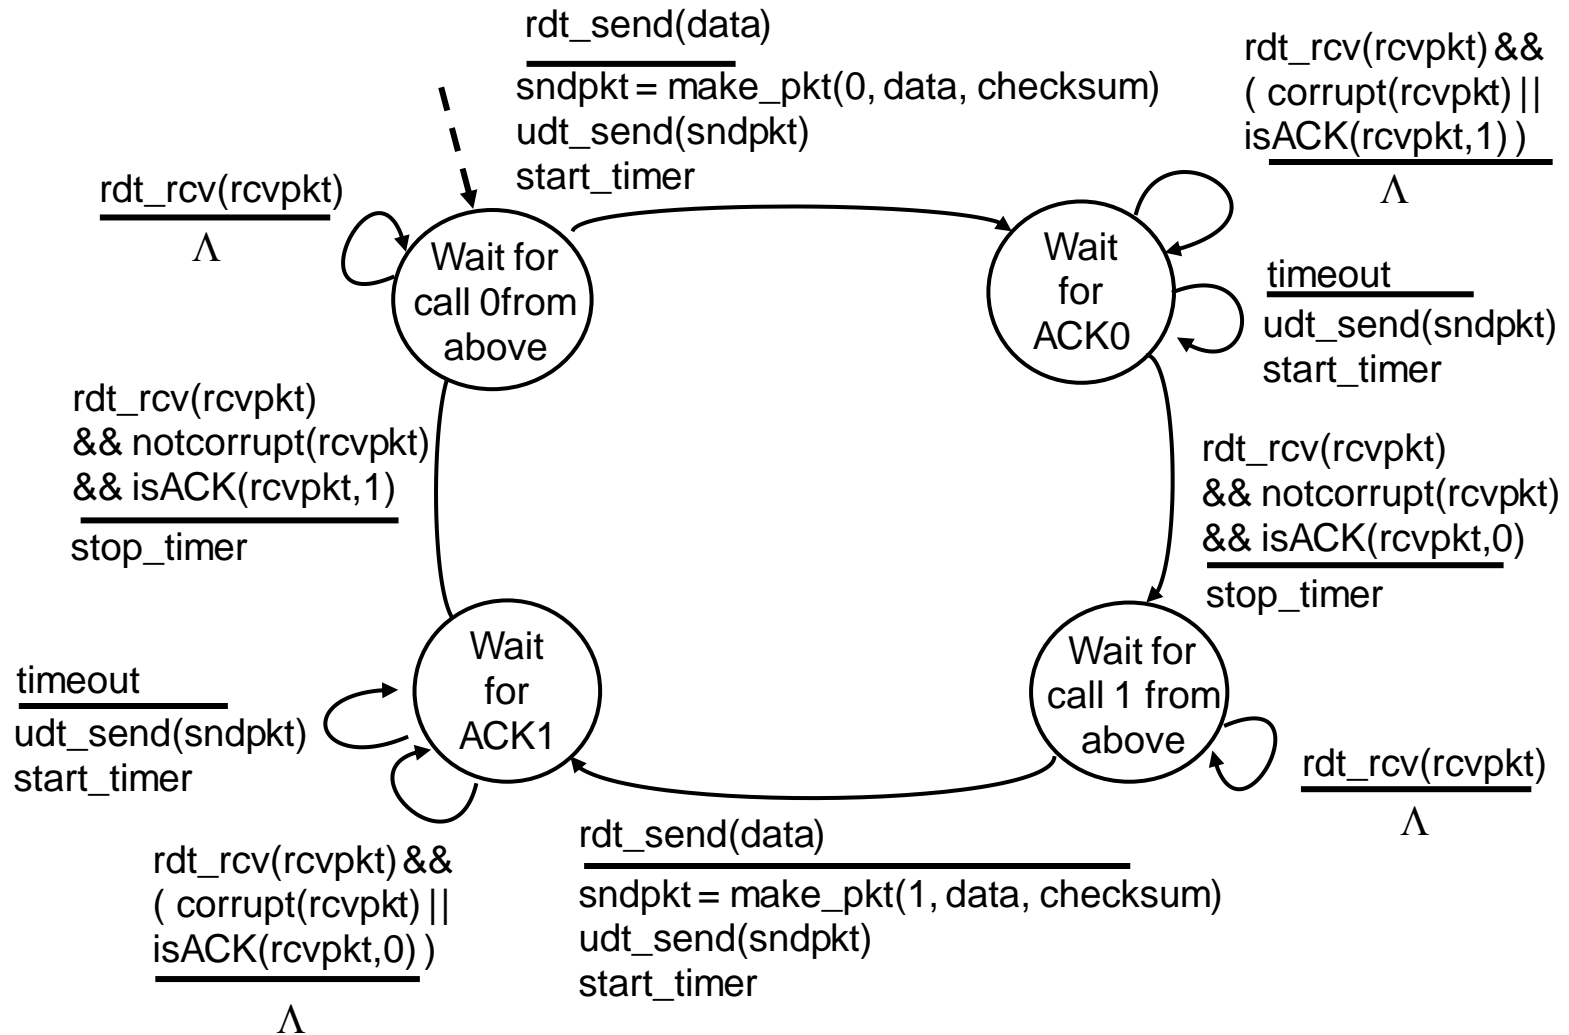 rdt_send(data)
sndpkt = make_pkt(0, data, checksum)
udt_send(sndpkt)
start_timer
rdt_rcv(rcvpkt) &&
( corrupt(rcvpkt) ||
isACK(rcvpkt,1) )
Λ
rdt_rcv(rcvpkt)
Λ
Wait for
call 0from
above
Wait
for
ACK0
timeout
udt_send(sndpkt)
start_timer
rdt_rcv(rcvpkt)
&& notcorrupt(rcvpkt)
&& isACK(rcvpkt,1)
stop_timer
rdt_rcv(rcvpkt)
&& notcorrupt(rcvpkt)
&& isACK(rcvpkt,0)
stop_timer
Wait
for
ACK1
Wait for
call 1 from
above
timeout
udt_send(sndpkt)
start_timer
rdt_rcv(rcvpkt)
Λ
rdt_rcv(rcvpkt) &&
( corrupt(rcvpkt) ||
isACK(rcvpkt,0) )
Λ
rdt_send(data)
sndpkt = make_pkt(1, data, checksum)
udt_send(sndpkt)
start_timer